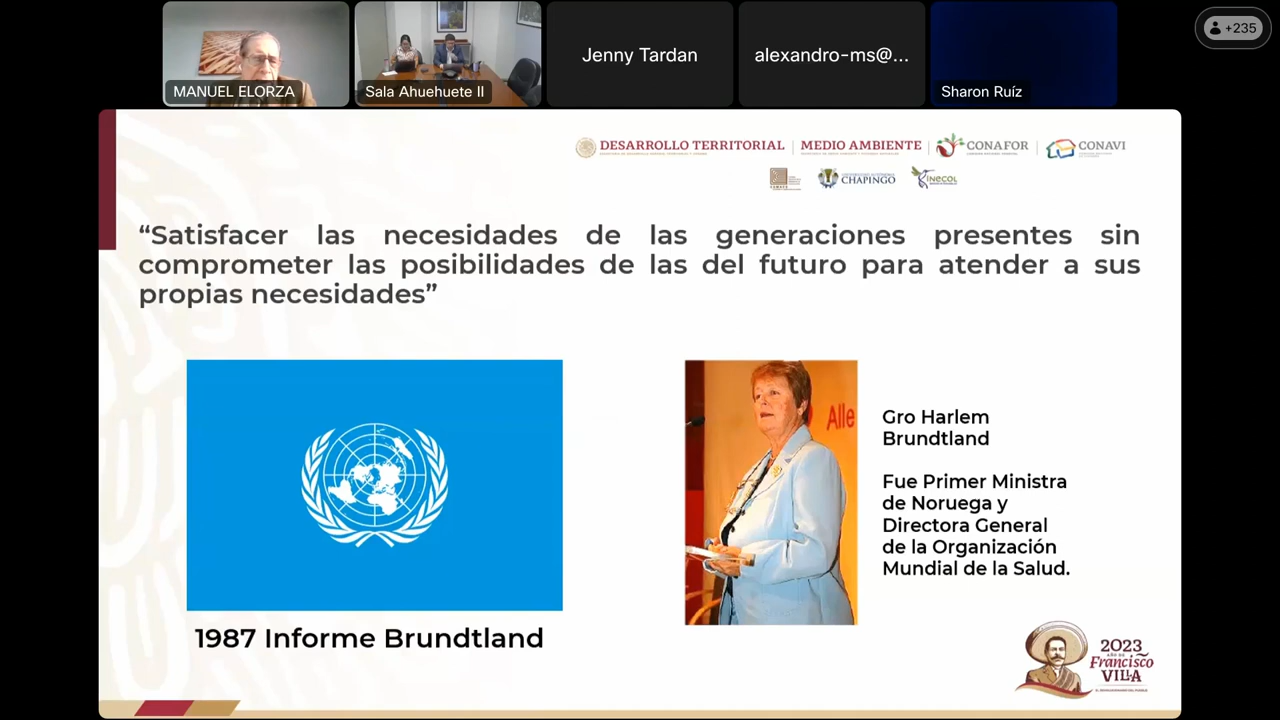 +235
Jenny Tardan
alexandro-ms@...
MANUEL ELORZA
Sala Ahuehuete II
Sharon Ruíz
DESARROLLO TERRITORIAL
MEDIO AMBIENTE
CONAFOR
CONAVI
CHAPINGO
INECOL
“Satisfacer las necesidades de las generaciones presentes sin
comprometer las posibilidades de las del futuro para atender a sus
propias necesidades”
Alle
Gro Harlem
Brundtland
Fue Primer Ministra
de Noruega y
Directora General
de la Organización
Mundial de la Salud.
1987 Informe Brundtland
2023
AÑO DE
Francisco
VILLA